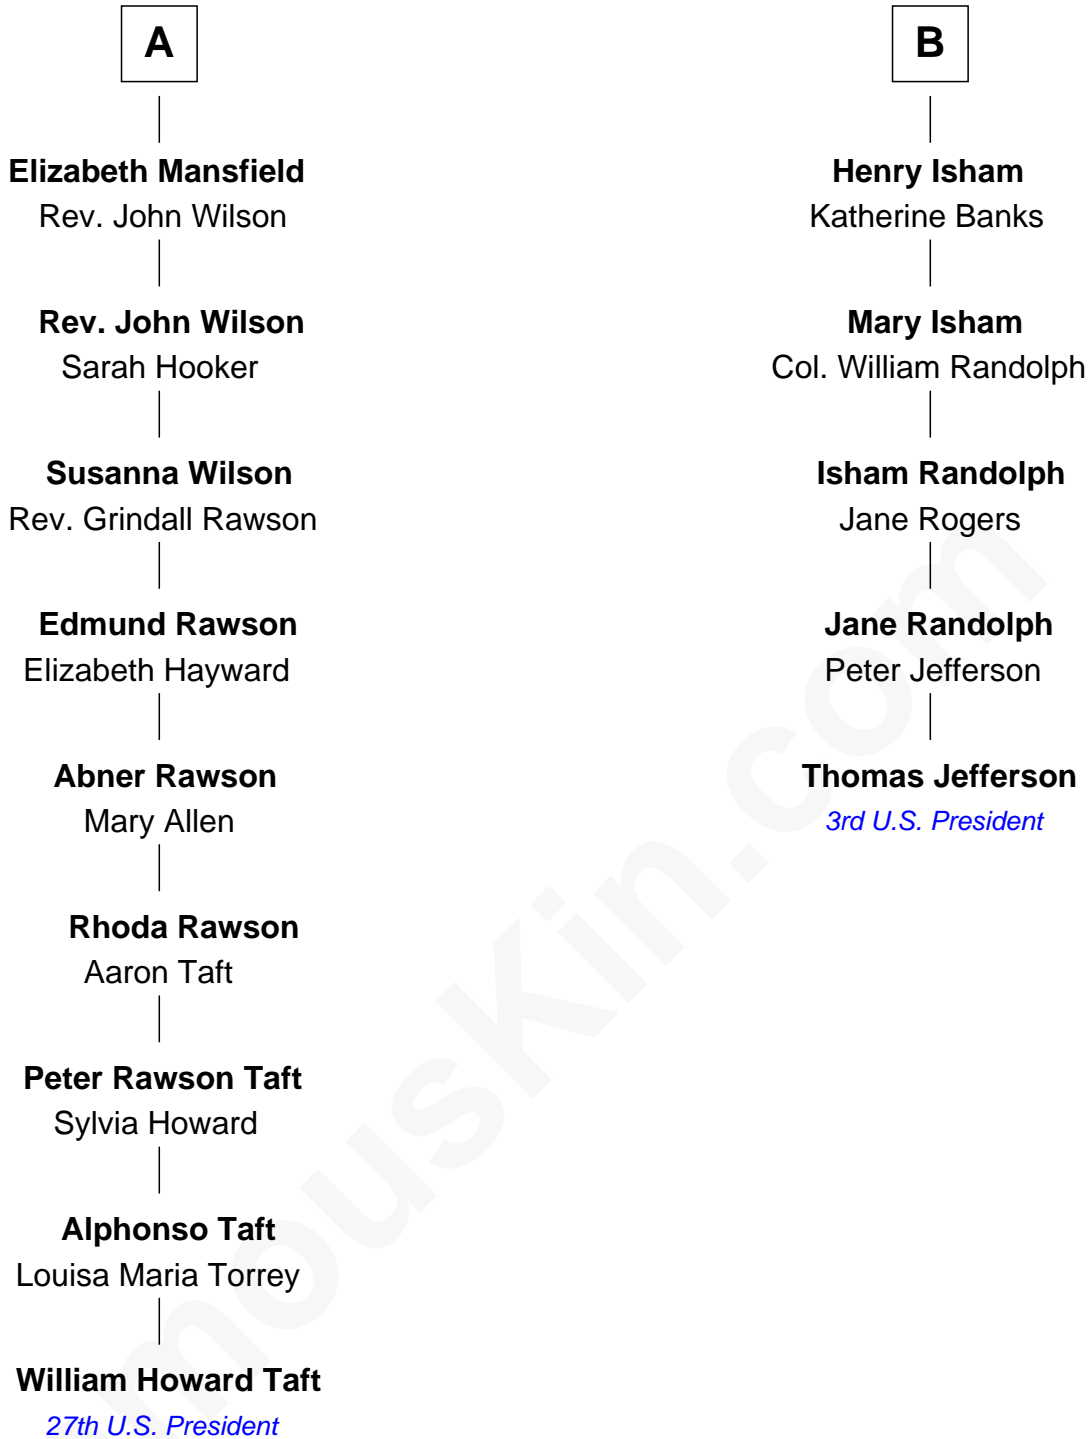 A
Elizabeth Mansfield
Rev. John Wilson
Rev. John Wilson
Sarah Hooker
Susanna Wilson
Rev. Grindall Rawson
Edmund Rawson
Elizabeth Hayward
Abner Rawson
Mary Allen
Rhoda Rawson
Aaron Taft
Peter Rawson Taft
Sylvia Howard
Alphonso Taft
Louisa Maria Torrey
William Howard Taft
27th U.S. President
B
Henry Isham
Katherine Banks
Mary Isham
Col. William Randolph
Isham Randolph
Jane Rogers
Jane Randolph
Peter Jefferson
Thomas Jefferson
3rd U.S. President
mousKin.com